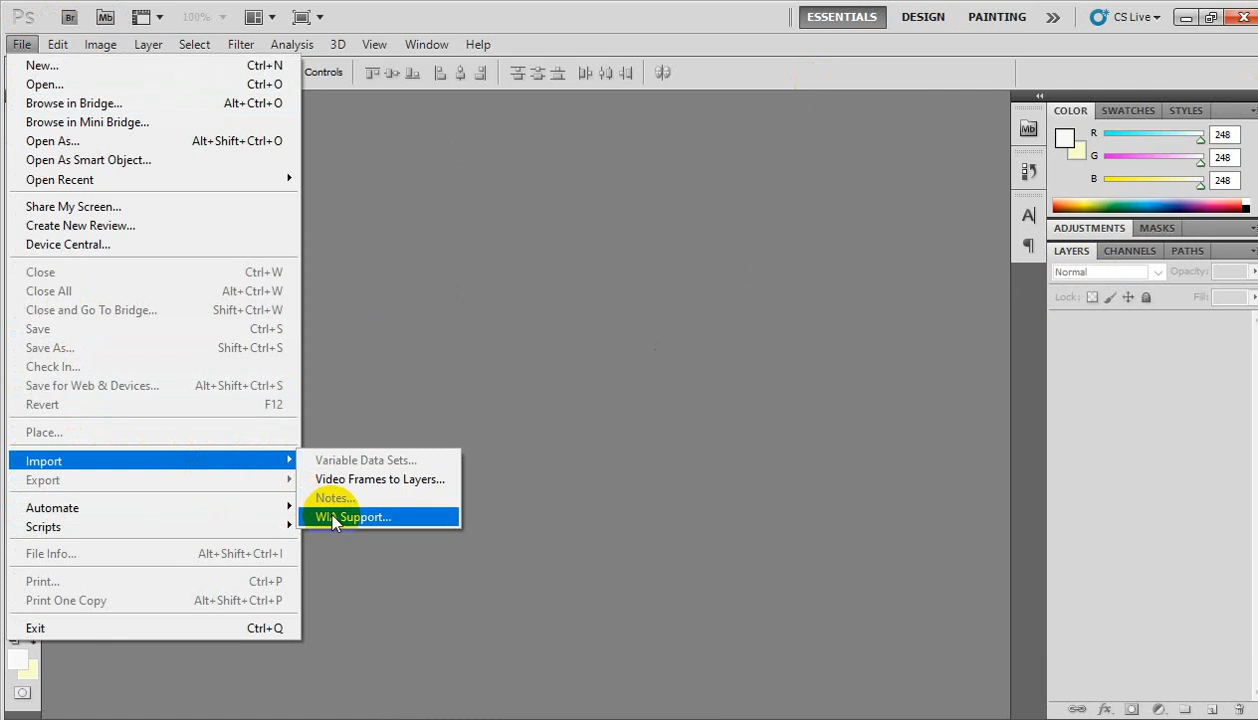 Ps Br Mb 100% ESSENTIALS DESIGN PAINTING CS Live
File Edit Image Layer Select Filter Analysis 3D View Window Help
Controls
New... Ctrl+N
Open... Ctrl+O
Browse in Bridge... Alt+Ctrl+O
Browse in Mini Bridge...
Open As... Alt+Shift+Ctrl+O
Open As Smart Object...
Open Recent
Share My Screen...
Create New Review...
Device Central...
Close Ctrl+W
Close All Alt+Ctrl+W
Close and Go To Bridge... Shift+Ctrl+W
Save Ctrl+S
Save As... Shift+Ctrl+S
Check In...
Save for Web & Devices... Alt+Shift+Ctrl+S
Revert F12
Place...
Import
Export
Automate
Scripts
File Info... Alt+Shift+Ctrl+I
Print... Ctrl+P
Print One Copy Alt+Shift+Ctrl+P
Exit Ctrl+Q
Variable Data Sets...
Video Frames to Layers...
Notes...
WIA Support...
Mb
A
COLOR SWATCHES STYLES
R 248
G 248
B 248
ADJUSTMENTS MASKS
LAYERS CHANNELS PATHS
Normal Opacity:
Lock: Fill:
fx